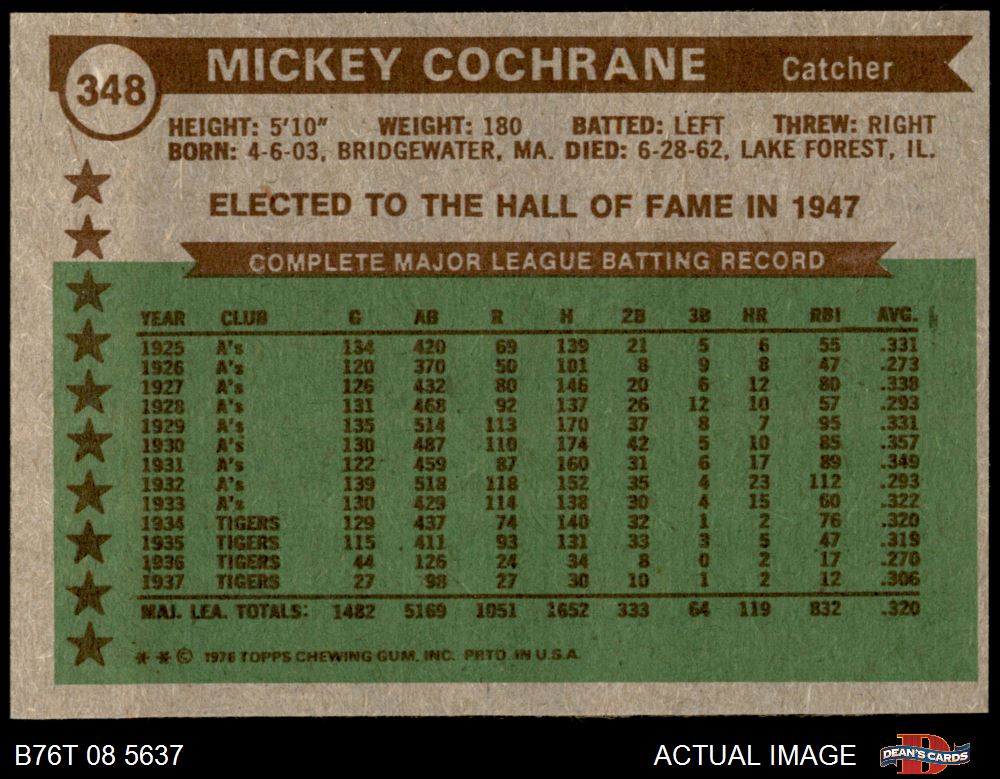 348
MICKEY COCHRANE Catcher
HEIGHT: 5'10" WEIGHT: 180 BATTED: LEFT THREW: RIGHT
BORN: 4-6-03, BRIDGEWATER, MA. DIED: 6-28-62, LAKE FOREST, IL.
ELECTED TO THE HALL OF FAME IN 1947
COMPLETE MAJOR LEAGUE BATTING RECORD
YEAR CLUB G AB R H 2B 3B HR RBI AVG.
1925 A's 134 420 69 139 21 5 6 55 .331
1926 A's 120 370 50 101 8 9 8 47 .273
1927 A's 126 432 80 146 20 6 12 80 .338
1928 A's 131 468 92 137 26 12 10 57 .293
1929 A's 135 514 113 170 37 8 7 95 .331
1930 A's 130 487 110 174 42 5 10 85 .357
1931 A's 122 459 87 160 31 6 17 89 .349
1932 A's 139 518 118 152 35 4 23 112 .293
1933 A's 130 429 114 138 30 4 15 60 .322
1934 TIGERS 129 437 74 140 32 1 2 76 .320
1935 TIGERS 115 411 93 131 33 3 5 47 .319
1936 TIGERS 44 126 24 34 8 0 2 17 .270
1937 TIGERS 27 98 27 30 10 1 2 12 .306
MAJ. LEA. TOTALS: 1482 5169 1051 1652 333 64 119 832 .320
* * © 1976 TOPPS CHEWING GUM, INC. PRTD. IN U.S.A.
B76T 08 5637 ACTUAL IMAGE DEAN'S CARDS